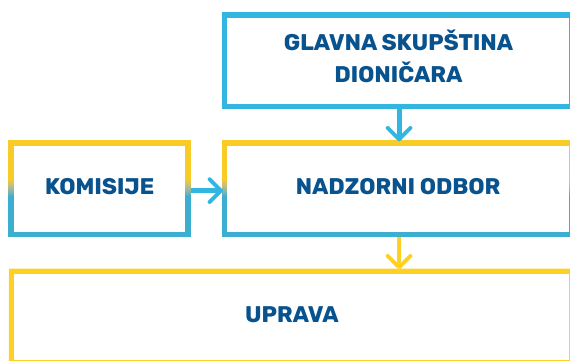 GLAVNA SKUPŠTINA
DIONIČARA
KOMISIJE
NADZORNI ODBOR
UPRAVA